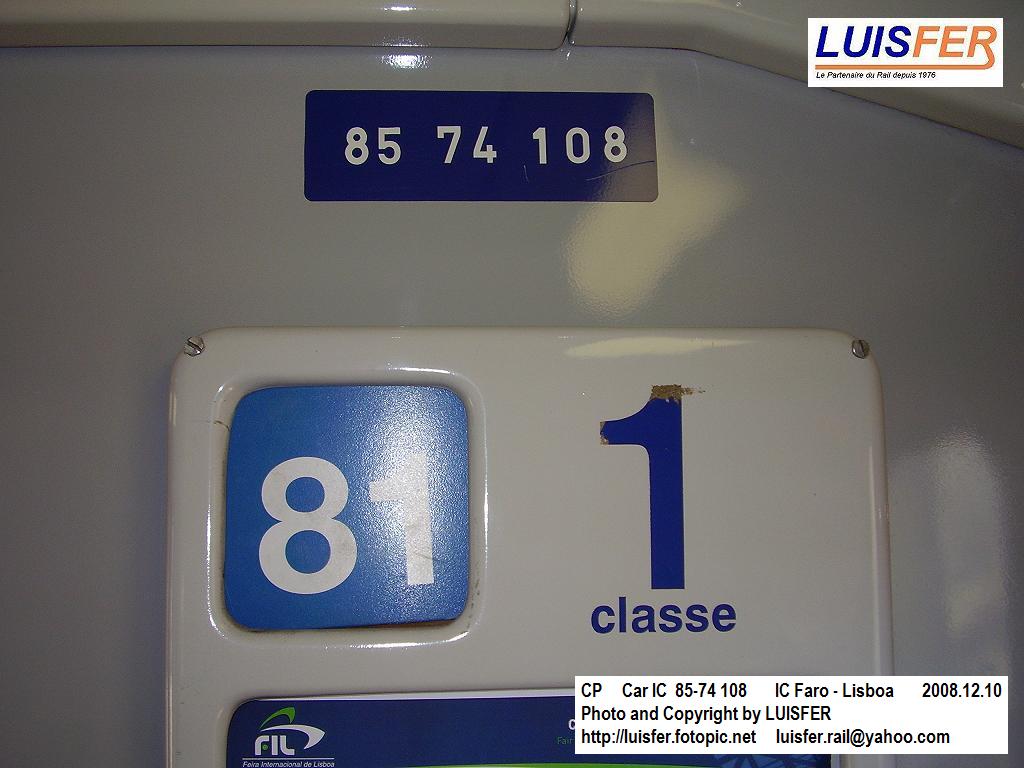 LUISFER
Le Partenaire du Rail depuis 1976
85 74 108
81
1
classe
FIL
Feira Internacional de Lisboa
CP Car IC 85-74 108 IC Faro - Lisboa 2008.12.10
Photo and Copyright by LUISFER
http://luisfer.fotopic.net luisfer.rail@yahoo.com